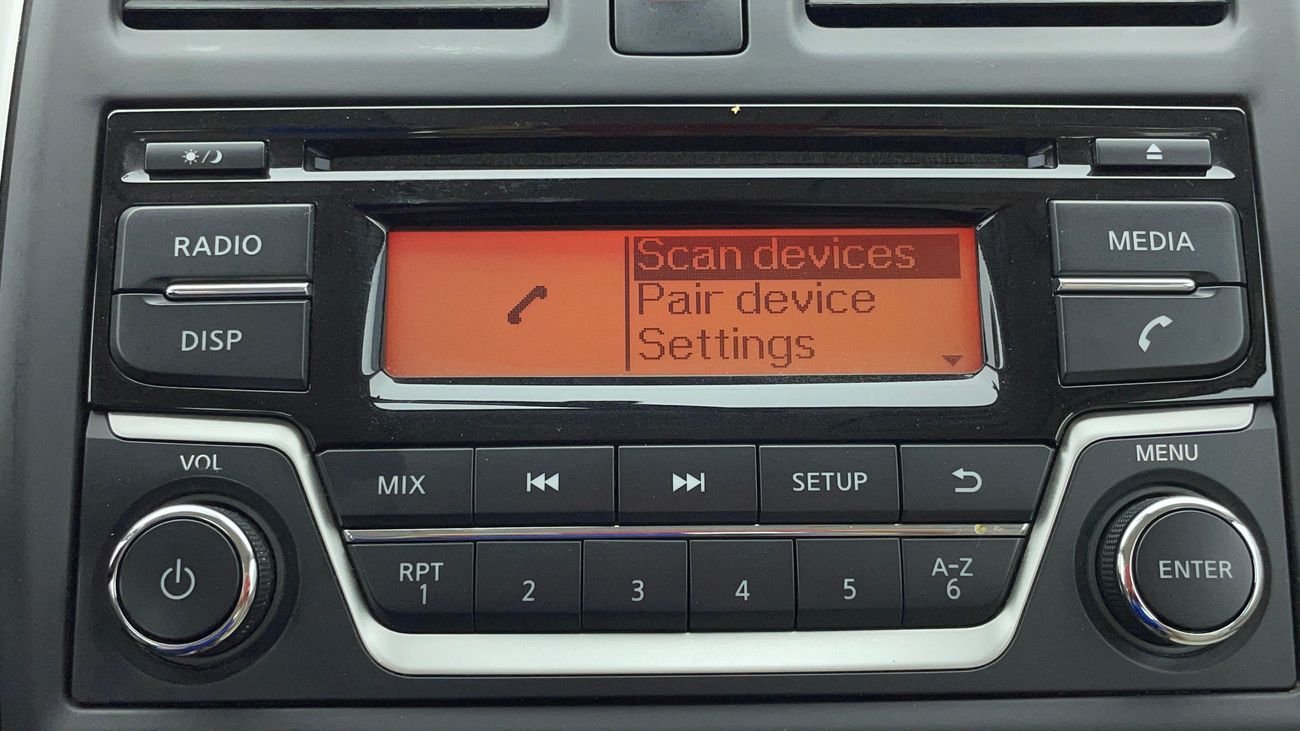 RADIO
DISP
Scan devices
Pair device
Settings
MEDIA
VOL
MENU
MIX
SETUP
RPT
1
2
3
4
5
A-Z
6
ENTER